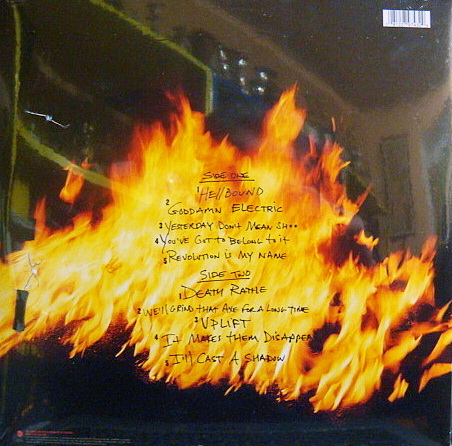 SIDE ONE
1 Hellbound
2 GODDAMN ELECTRIC
3 YESTERDAY DON'T MEAN SH..
4 YOU'VE GOT to BELONG to it
5 REVOLUTION IS MY NAME
SIDE TWO
1 DEATH RATTLE
2 WE'll GRIND that AXE FOR A LONG TIME
3 UPLIFT
4 It MAKES tHEM DISAPPEAR
5 I'll CAST A SHADOW